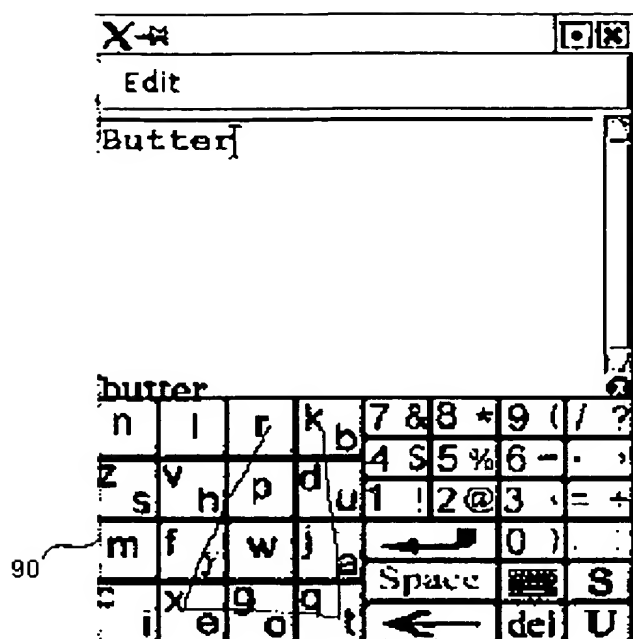 X
Edit
Butter
butter
n l r k b 7 & 8 * 9 ( / ?
z s v h p d u 4 $ 5 % 6 -
1 ! 2 @ 3 = +
m f y w j a 0 )
90
Space S
i x e g o q t del U